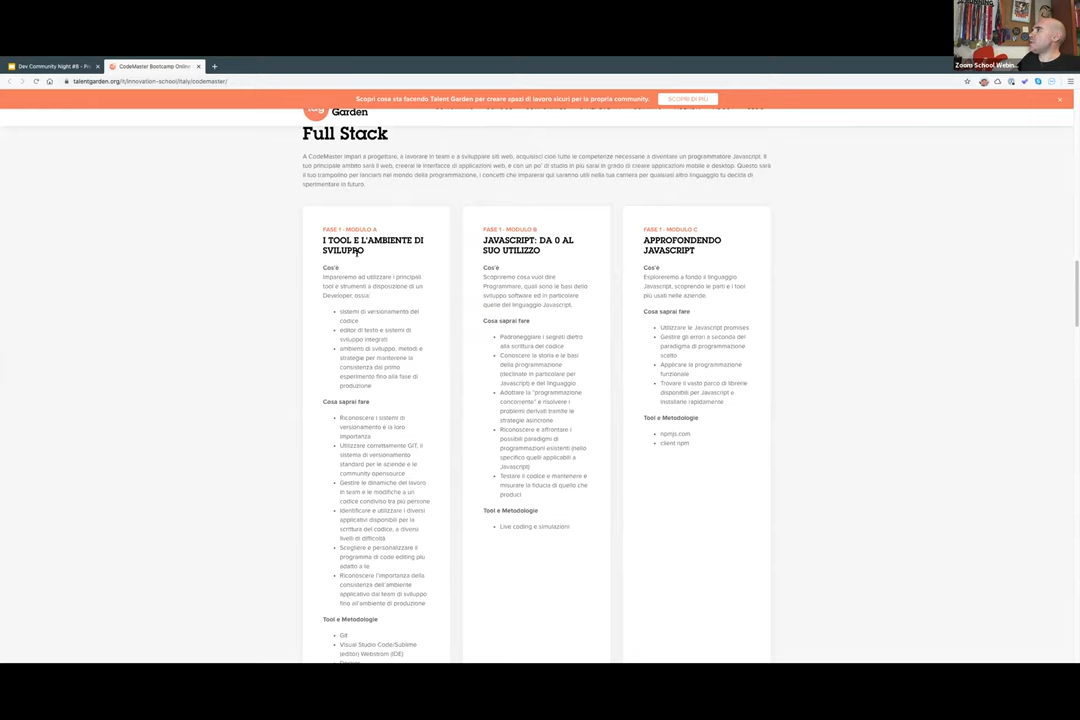 Dev Community Night #8 - Pr
CodeMaster Bootcamp Online
talentgarden.org/it/innovation-school/italy/codemaster/
Zoom School Webin...
Scopri cosa sta facendo Talent Garden per creare spazi di lavoro sicuri per la propria community.
SCOPRI DI PIÙ
Garden
Full Stack
A CodeMaster impari a progettare, a lavorare in team e a sviluppare siti web, acquisisci cioè tutte le competenze necessarie a diventare un programmatore Javascript. Il
tuo principale ambito sarà il web, creerai le interfacce di applicazioni web, e con un po' di studio in più sarai in grado di creare applicazioni mobile e desktop. Questo sarà
il tuo trampolino per lanciarti nel mondo della programmazione, i concetti che imparerai qui saranno utili nella tua carriera per qualsiasi altro linguaggio tu decida di
sperimentare in futuro.
FASE 1 - MODULO A
I TOOL E L'AMBIENTE DI
SVILUPPO
Cos'è
Impareremo ad utilizzare i principali
tool e strumenti a disposizione di un
Developer, ossia:
• sistemi di versionamento del
codice
• editor di testo e sistemi di
sviluppo integrati
• ambienti di sviluppo, metodi e
strategie per mantenere la
consistenza dal primo
esperimento fino alla fase di
produzione
Cosa saprai fare
• Riconoscere i sistemi di
versionamento e la loro
importanza
• Utilizzare correttamente GIT, il
sistema di versionamento
standard per le aziende e le
community opensource
• Gestire le dinamiche del lavoro
in team e le modifiche a un
codice condiviso tra più persone
• Identificare e utilizzare i diversi
applicativi disponibili per la
scrittura del codice, a diversi
livelli di difficoltà
• Scegliere e personalizzare il
programma di code editing più
adatto a te
• Riconoscere l'importanza della
consistenza dell'ambiente
applicativo dal team di sviluppo
fino all'ambiente di produzione
Tool e Metodologie
• Git
• Visual Studio Code/Sublime
(editor) Webstrom (IDE)
• Docker
FASE 1 - MODULO B
JAVASCRIPT: DA 0 AL
SUO UTILIZZO
Cos'è
Scopriremo cosa vuol dire
Programmare, quali sono le basi dello
sviluppo software ed in particolare
quelle del linguaggio Javascript.
Cosa saprai fare
• Padroneggiare i segreti dietro
alla scrittura del codice
• Conoscere la storia e le basi
della programmazione
(declinate in particolare per
Javascript) e del linguaggio
• Adottare la "programmazione
concorrente" e risolvere i
problemi derivati tramite le
strategie asincrone
• Riconoscere e affrontare i
possibili paradigmi di
programmazioni esistenti (nello
specifico quelli applicabili a
Javascript)
• Testare il codice e mantenere e
misurare la fiducia di quello che
produci
Tool e Metodologie
• Live coding e simulazioni
FASE 1 - MODULO C
APPROFONDENDO
JAVASCRIPT
Cos'è
Esploreremo a fondo il linguaggio
Javascript, scoprendo le parti e i tool
più usati nelle aziende.
Cosa saprai fare
• Utilizzare le Javascript promises
• Gestire gli errori a seconda del
paradigma di programmazione
scelto
• Applicare la programmazione
funzionale
• Trovare il vasto parco di librerie
disponibili per Javascript e
installarle rapidamente
Tool e Metodologie
• npmjs.com
• client npm